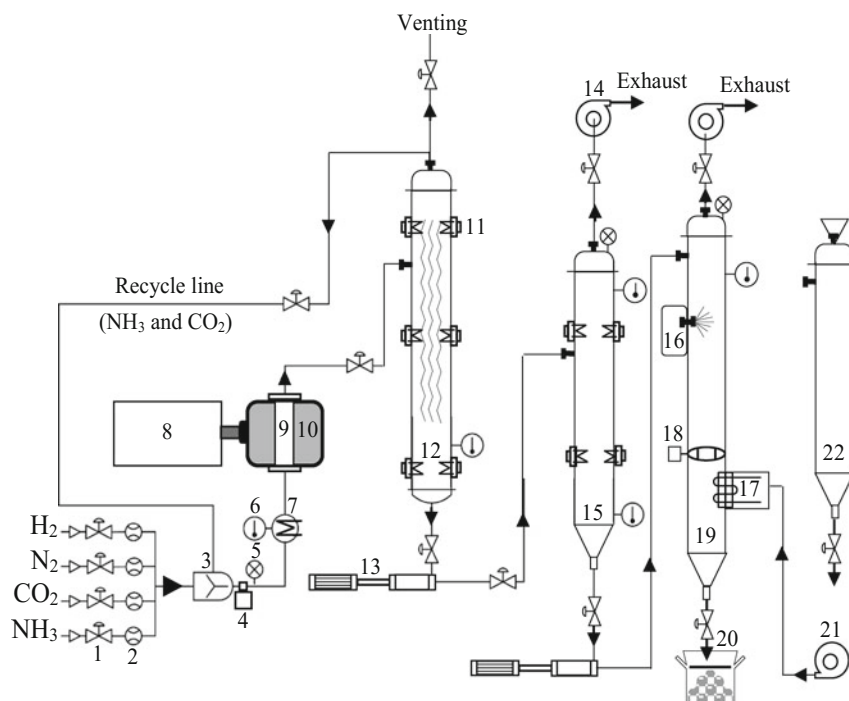 Venting
14
Exhaust
Exhaust
11
Recycle line
(NH₃ and CO₂)
16
8
9
10
12
18
22
17
6
7
15
19
H₂
5
N₂
3
13
CO₂
4
20
21
NH₃
1
2